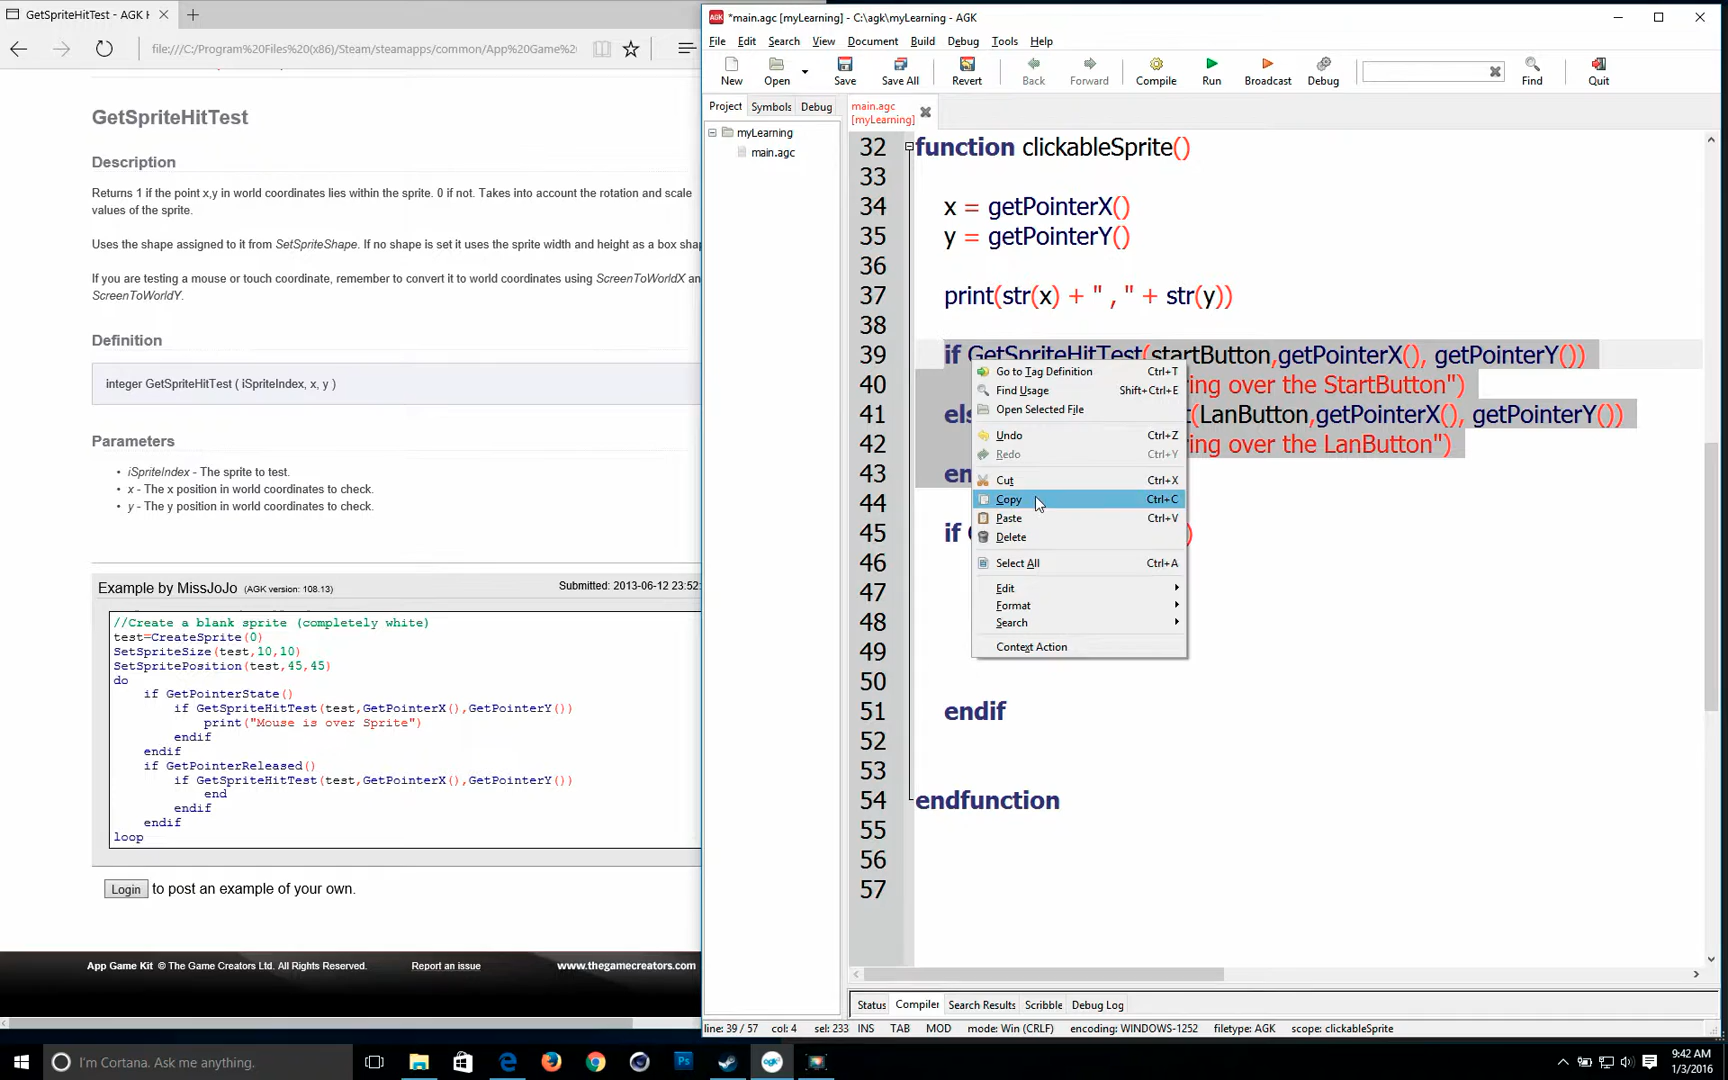 GetSpriteHitTest - AGK H
file:///C:/Program%20Files%20(x86)/Steam/steamapps/common/App%20Game%2
GetSpriteHitTest
Description
Returns 1 if the point x,y in world coordinates lies within the sprite. 0 if not. Takes into account the rotation and scale
values of the sprite.
Uses the shape assigned to it from SetSpriteShape. If no shape is set it uses the sprite width and height as a box shap
If you are testing a mouse or touch coordinate, remember to convert it to world coordinates using ScreenToWorldX an
ScreenToWorldY.
Definition
integer GetSpriteHitTest ( iSpriteIndex, x, y )
Parameters
• iSpriteIndex - The sprite to test.
• x - The x position in world coordinates to check.
• y - The y position in world coordinates to check.
Example by MissJoJo (AGK version: 108.13) Submitted: 2013-06-12 23:52:
//Create a blank sprite (completely white)
test=CreateSprite(0)
SetSpriteSize(test,10,10)
SetSpritePosition(test,45,45)
do
if GetPointerState()
if GetSpriteHitTest(test,GetPointerX(),GetPointerY())
print("Mouse is over Sprite")
endif
endif
if GetPointerReleased()
if GetSpriteHitTest(test,GetPointerX(),GetPointerY())
end
endif
endif
loop
Login to post an example of your own.
App Game Kit © The Game Creators Ltd. All Rights Reserved. Report an issue www.thegamecreators.com
AGK *main.agc [myLearning] - C:\agk\myLearning - AGK
File Edit Search View Document Build Debug Tools Help
New Open Save Save All Revert Back Forward Compile Run Broadcast Debug Find Quit
Project Symbols Debug
myLearning
main.agc
main.agc
[myLearning]
32 function clickableSprite()
33
34 x = getPointerX()
35 y = getPointerY()
36
37 print(str(x) + " , " + str(y))
38
39 if GetSpriteHitTest(startButton,getPointerX(), getPointerY())
40 ring over the StartButton")
41 els t(LanButton,getPointerX(), getPointerY())
42 ring over the LanButton")
43 en
44
45 if G )
46
47
48
49
50
51 endif
52
53
54 endfunction
55
56
57
Go to Tag Definition Ctrl+T
Find Usage Shift+Ctrl+E
Open Selected File
Undo Ctrl+Z
Redo Ctrl+Y
Cut Ctrl+X
Copy Ctrl+C
Paste Ctrl+V
Delete
Select All Ctrl+A
Edit
Format
Search
Context Action
Status Compiler Search Results Scribble Debug Log
line: 39 / 57 col: 4 sel: 233 INS TAB MOD mode: Win (CRLF) encoding: WINDOWS-1252 filetype: AGK scope: clickableSprite
I'm Cortana. Ask me anything.
Ps
agk
9:42 AM
1/3/2016